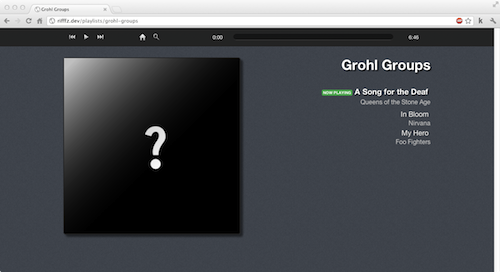 Grohl Groups
rifffz.dev/playlists/grohl-groups
0:00
6:46
?
Grohl Groups
NOW PLAYING A Song for the Deaf
Queens of the Stone Age
In Bloom
Nirvana
My Hero
Foo Fighters